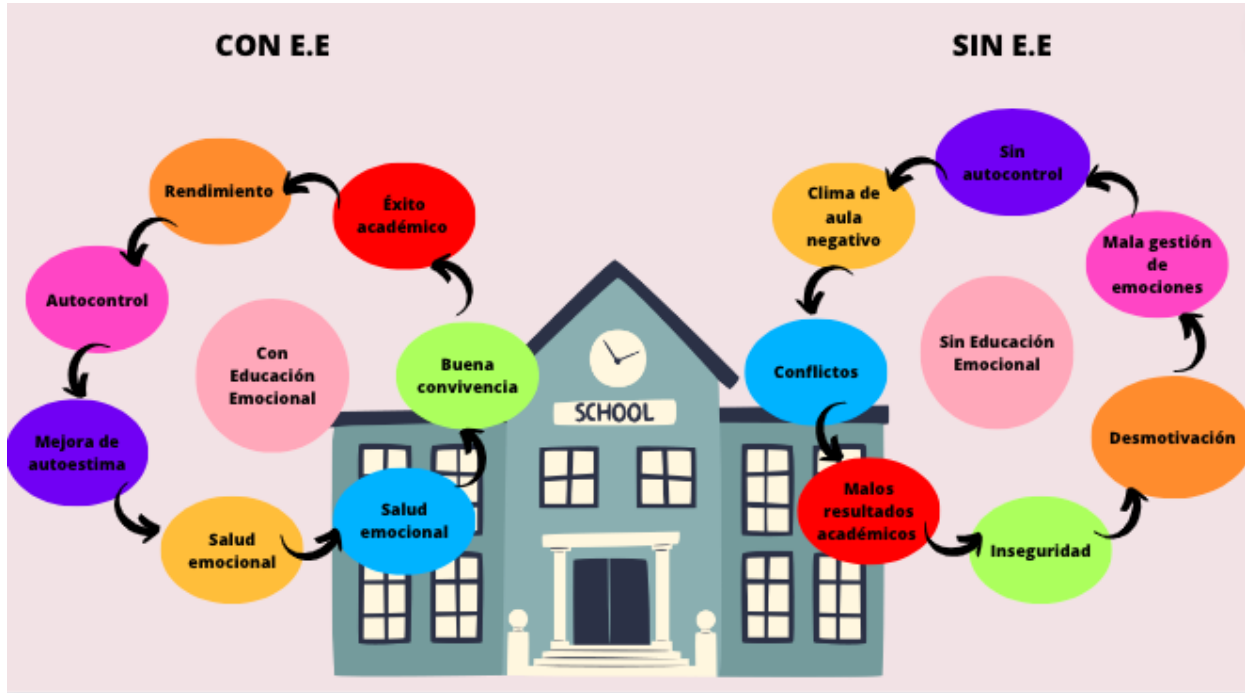 CON E.E
Rendimiento
Éxito
académico
Autocontrol
Con
Educación
Emocional
Buena
convivencia
Mejora de
autoestima
Salud
emocional
Salud
emocional
SCHOOL
SIN E.E
Sin
autocontrol
Clima de
aula
negativo
Mala gestión
de
emociones
Sin Educación
Emocional
Conflictos
Desmotivación
Malos
resultados
académicos
Inseguridad